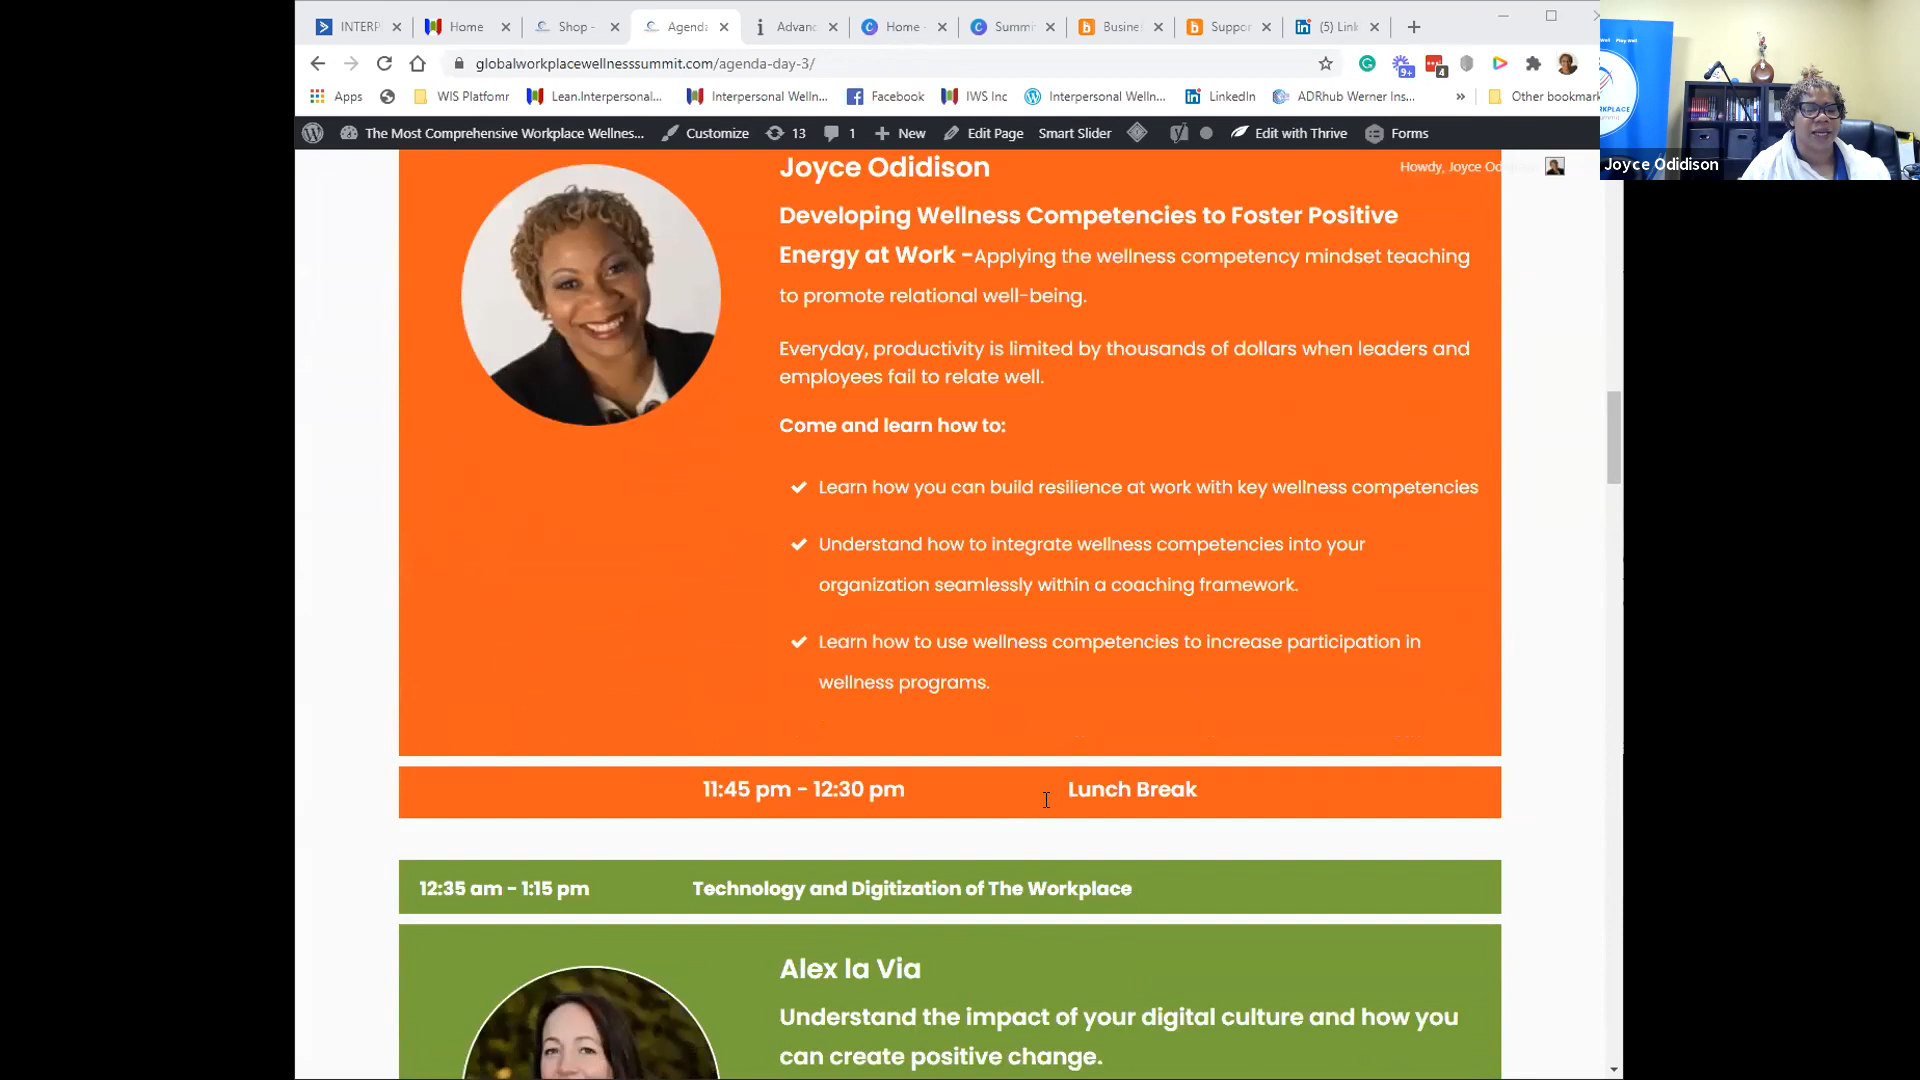 INTERP
Home
Shop -
Agenda
Advanc
Home -
Summi
Busine
Suppor
(5) Link
globalworkplacewellnesssummit.com/agenda-day-3/
9+
4
Apps
WIS Platfomr
Lean.Interpersonal...
Interpersonal Welln...
Facebook
IWS Inc
Interpersonal Welln...
LinkedIn
ADRhub Werner Ins...
»
Other bookmar
The Most Comprehensive Workplace Wellnes...
Customize
13
1
New
Edit Page
Smart Slider
Edit with Thrive
Forms
Howdy, Joyce Od
Joyce Odidison
Joyce Odidison
Developing Wellness Competencies to Foster Positive
Energy at Work -Applying the wellness competency mindset teaching
to promote relational well-being.
Everyday, productivity is limited by thousands of dollars when leaders and
employees fail to relate well.
Come and learn how to:
Learn how you can build resilience at work with key wellness competencies
Understand how to integrate wellness competencies into your
organization seamlessly within a coaching framework.
Learn how to use wellness competencies to increase participation in
wellness programs.
11:45 pm - 12:30 pm
Lunch Break
12:35 am - 1:15 pm
Technology and Digitization of The Workplace
Alex la Via
Understand the impact of your digital culture and how you
can create positive change.